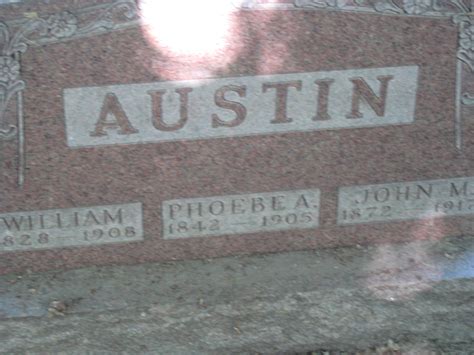 AUSTIN
WILLIAM
1828 – 1908
PHOEBE A.
1842 – 1905
JOHN M.
1872 –